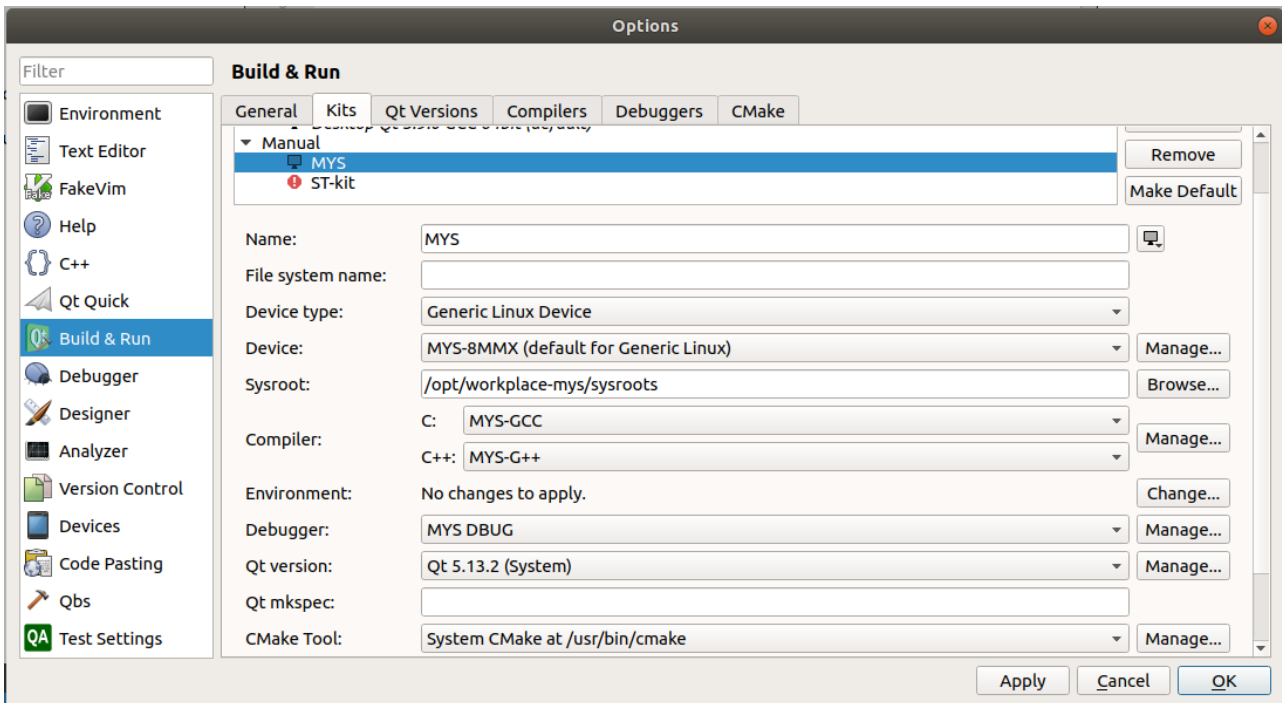 Options
Filter
Environment
Text Editor
FakeVim
Help
C++
Qt Quick
Build & Run
Debugger
Designer
Analyzer
Version Control
Devices
Code Pasting
Qbs
QA Test Settings
Build & Run
General Kits Qt Versions Compilers Debuggers CMake
Manual
MYS
ST-kit
Remove
Make Default
Name: MYS
File system name:
Device type: Generic Linux Device
Device: MYS-8MMX (default for Generic Linux) Manage...
Sysroot: /opt/workplace-mys/sysroots Browse...
Compiler:
C: MYS-GCC
C++: MYS-G++
Manage...
Environment: No changes to apply. Change...
Debugger: MYS DBUG Manage...
Qt version: Qt 5.13.2 (System) Manage...
Qt mkspec:
CMake Tool: System CMake at /usr/bin/cmake Manage...
Apply Cancel OK